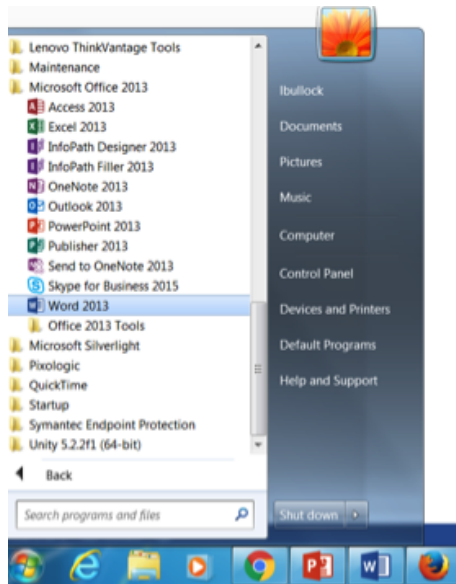 Lenovo ThinkVantage Tools
Maintenance
Microsoft Office 2013
Access 2013
Excel 2013
InfoPath Designer 2013
InfoPath Filler 2013
OneNote 2013
Outlook 2013
PowerPoint 2013
Publisher 2013
Send to OneNote 2013
Skype for Business 2015
Word 2013
Office 2013 Tools
Microsoft Silverlight
Pixologic
QuickTime
Startup
Symantec Endpoint Protection
Unity 5.2.2f1 (64-bit)
Back
Search programs and files
lbullock
Documents
Pictures
Music
Computer
Control Panel
Devices and Printers
Default Programs
Help and Support
Shut down